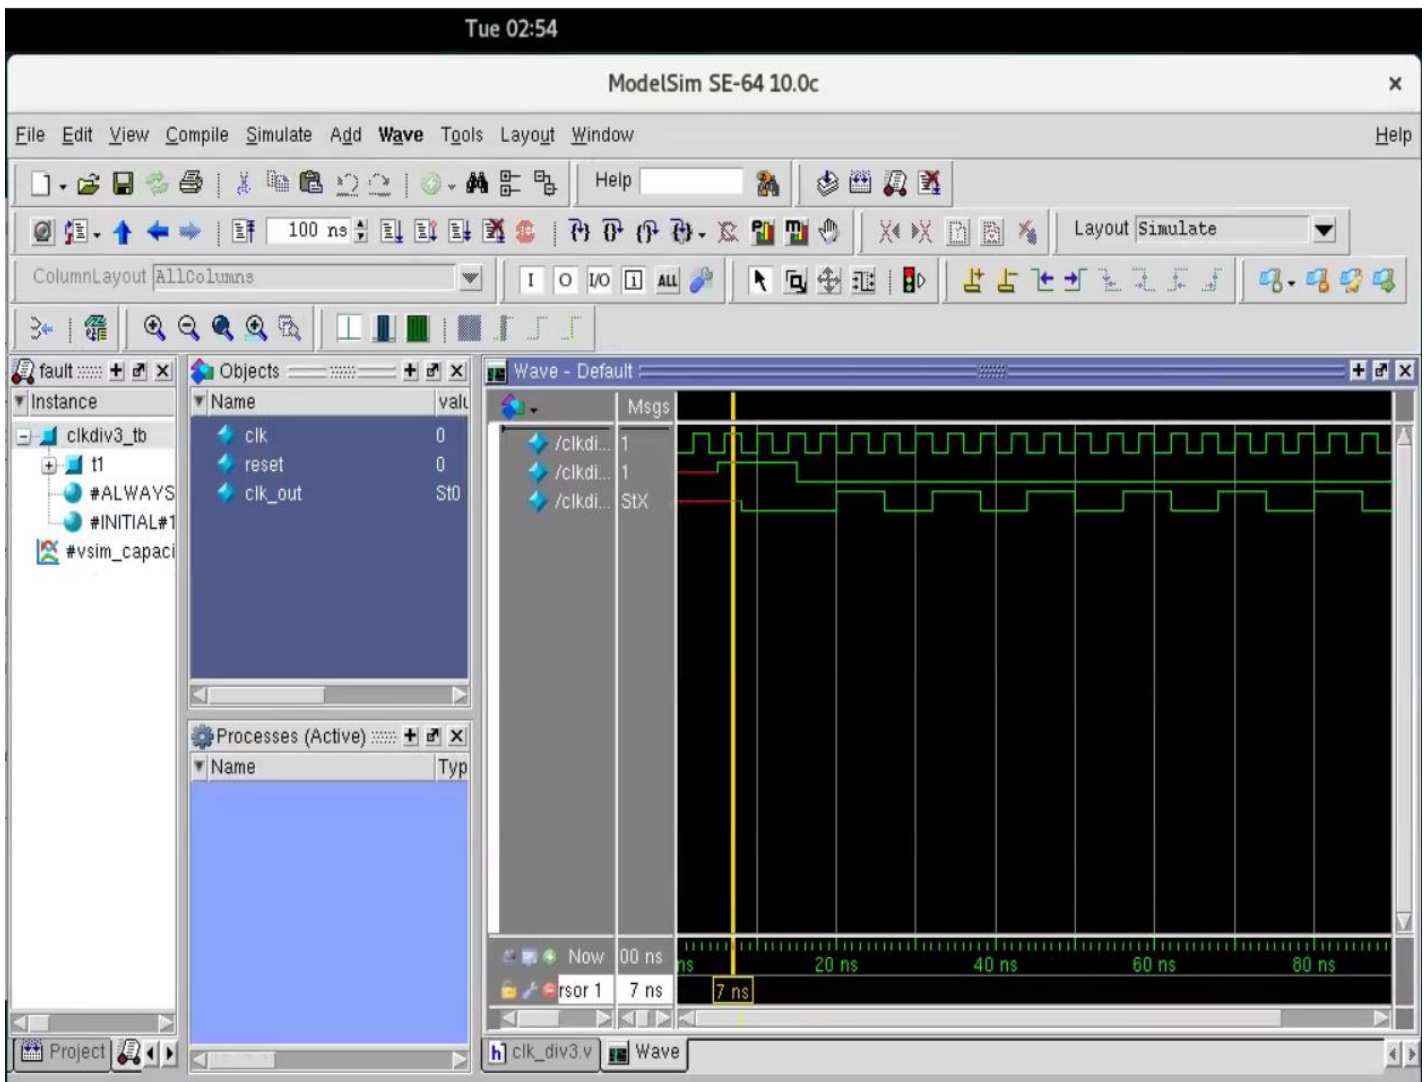 Tue 02:54
ModelSim SE-64 10.0c
File Edit View Compile Simulate Add Wave Tools Layout Window Help
Help
100 ns Layout Simulate
ColumnLayout AllColumns I O I/O i ALL
fault Objects Wave - Default
Instance Name valu Msgs
clkdiv3_tb clk 0 /clkdi... 1
t1 reset 0 /clkdi... 1
#ALWAYS clk_out St0 /clkdi... StX
#INITIAL#1
#vsim_capaci
Processes (Active)
Name Typ
Now 00 ns ns 20 ns 40 ns 60 ns 80 ns
rsor 1 7 ns 7 ns
Project h clk_div3.v Wave